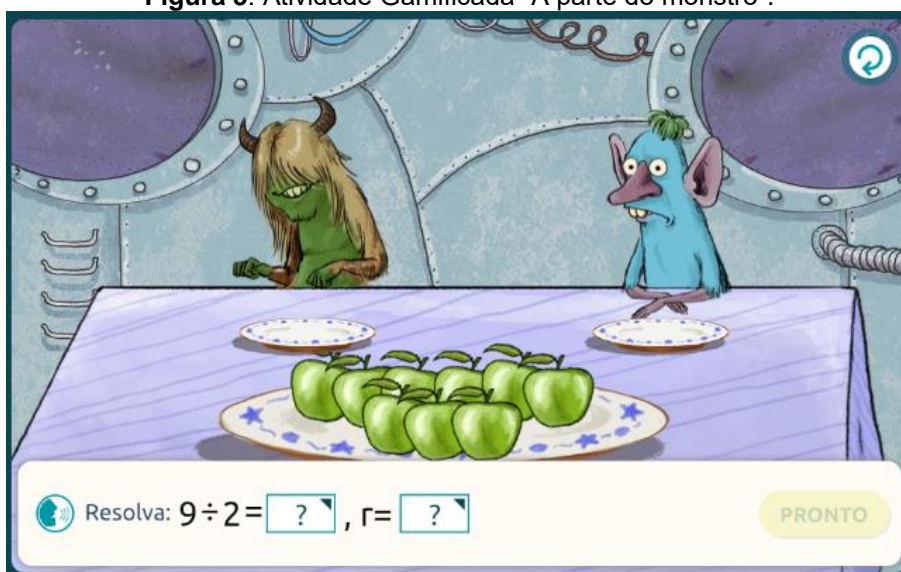 Figura 3. Atividade Gamificada "A parte do monstro".
Resolva: 9÷2= ? , r= ?
PRONTO